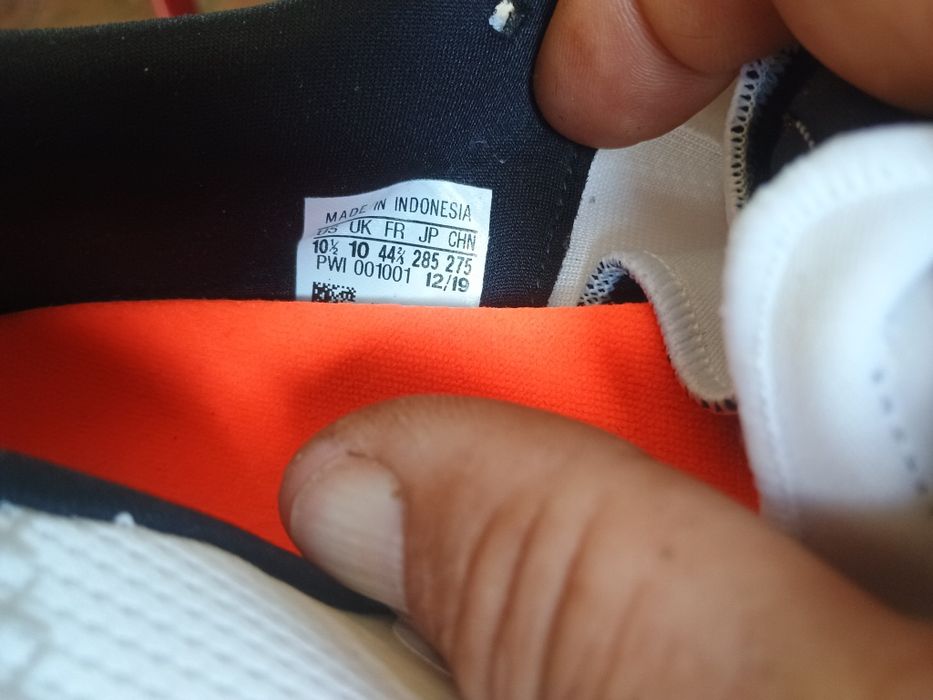 MADE IN INDONESIA
US UK FR JP CHN
10½ 10 44⅔ 285 275
PWI 001001 12/19